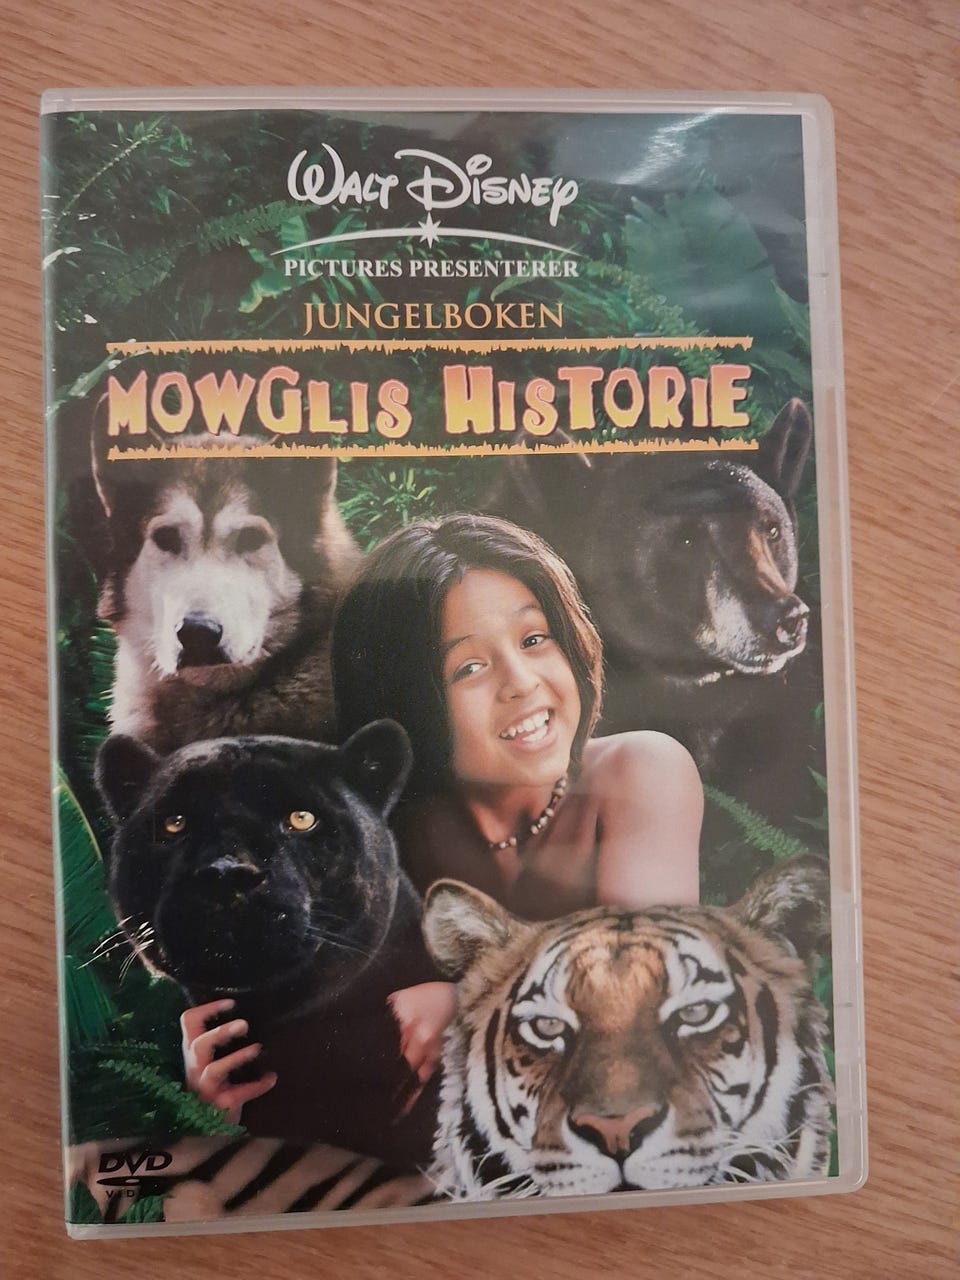 WALT DISNEY
PICTURES PRESENTERER
JUNGELBOKEN
MOWGLIS HISTORIE
DVD
VIDEO